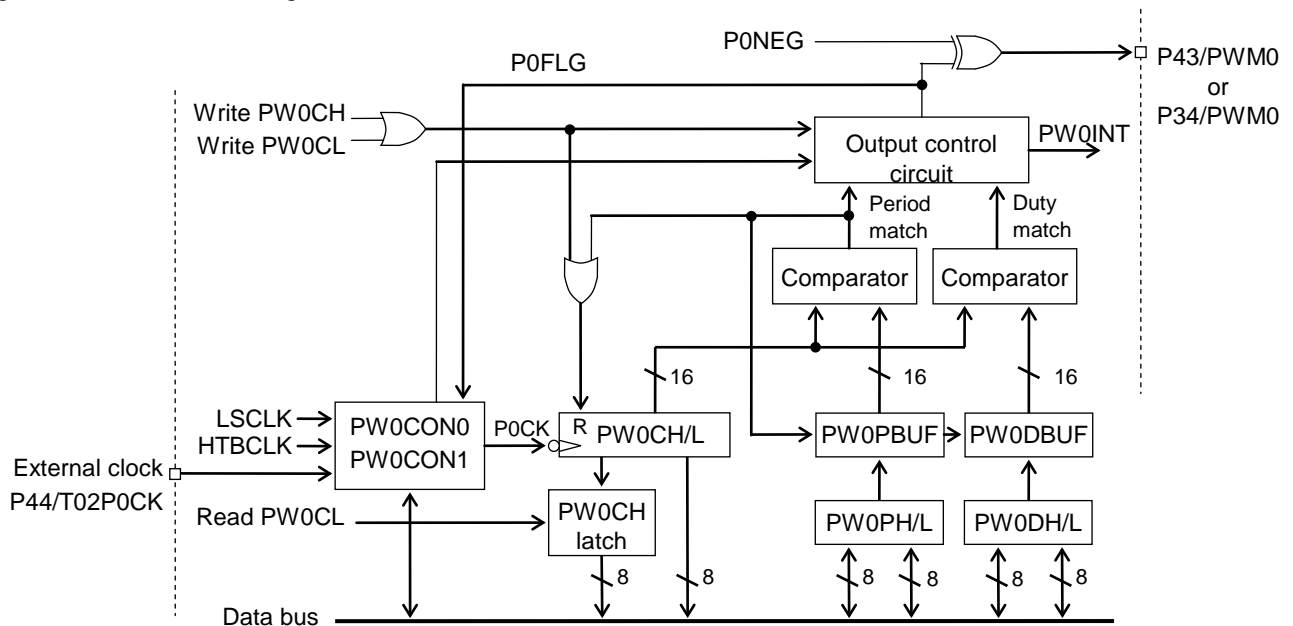 P0NEG
P0FLG
P43/PWM0
or
P34/PWM0
Write PW0CH
Write PW0CL
Output control
circuit
PW0INT
Period
match
Duty
match
Comparator
Comparator
16
16
16
LSCLK
HTBCLK
External clock
P44/T02P0CK
PW0CON0
PW0CON1
P0CK
R
PW0CH/L
PW0PBUF
PW0DBUF
Read PW0CL
PW0CH
latch
PW0PH/L
PW0DH/L
8
8
8
8
8
8
Data bus